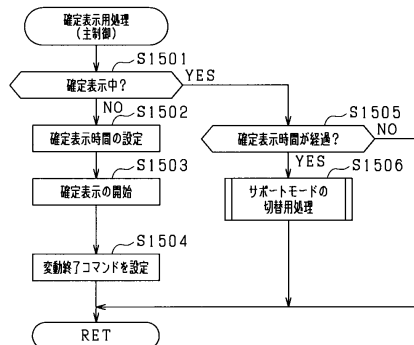 確定表示用処理
(主制御)
S1501
確定表示中?
YES
NO
S1502
確定表示時間の設定
S1503
確定表示の開始
S1504
変動終了コマンドを設定
S1505
確定表示時間が経過?
NO
YES
S1506
サポートモードの
切替用処理
RET